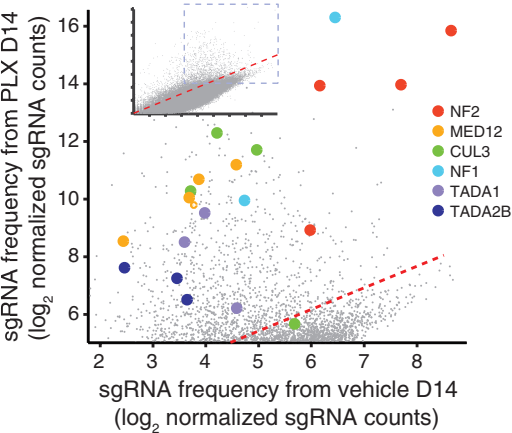 sgRNA frequency from PLX D14
(log2 normalized sgRNA counts)
16
14
12
10
8
6
NF2
MED12
CUL3
NF1
TADA1
TADA2B
2 3 4 5 6 7 8
sgRNA frequency from vehicle D14
(log2 normalized sgRNA counts)